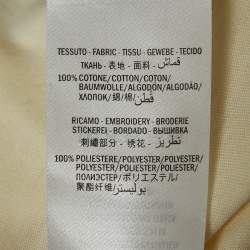 TESSUTO - FABRIC - TISSU - GEWEBE - TECIDO
ТКАНЬ - 表地 - 面料 - قماش
100% COTONE/COTTON/COTON/
BAUMWOLLE/ALGODÓN/ALGODÃO/
ХЛОПОК/綿/棉/ قطن
RICAMO - EMBROIDERY - BRODERIE
STICKEREI - BORDADO - ВЫШИВКА
刺繍部分 - 绣花 - تطريز
100% POLIESTERE/POLYESTER/POLYESTER/
POLYESTER/POLIÉSTER/POLIÉSTER/
ПОЛИЭСТЕР/ポリエステル/
聚酯纤维/ بوليستر